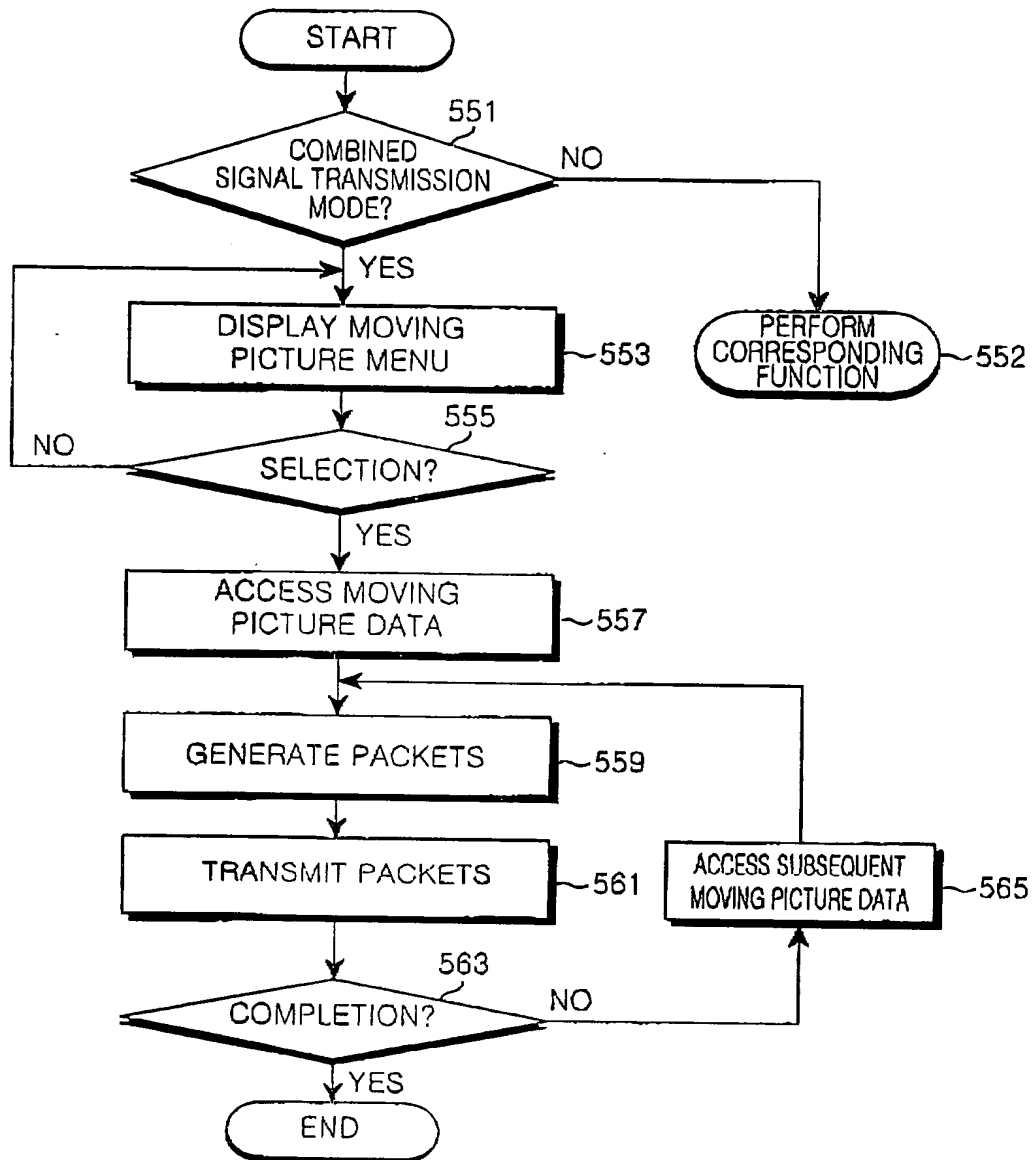 START
551
COMBINED
SIGNAL TRANSMISSION
MODE?
NO
YES
DISPLAY MOVING
PICTURE MENU
553
PERFORM
CORRESPONDING
FUNCTION
552
555
NO
SELECTION?
YES
ACCESS MOVING
PICTURE DATA
557
GENERATE PACKETS
559
TRANSMIT PACKETS
561
ACCESS SUBSEQUENT
MOVING PICTURE DATA
565
563
COMPLETION?
NO
YES
END